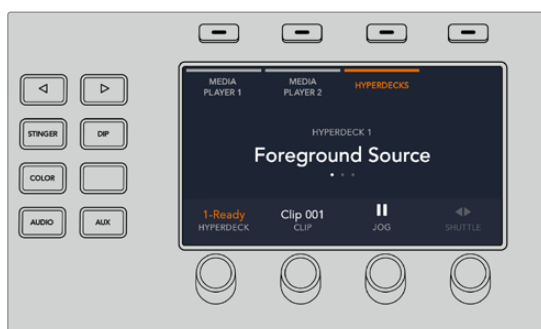 MEDIA
PLAYER 1
MEDIA
PLAYER 2
HYPERDECKS
STINGER
DIP
HYPERDECK 1
Foreground Source
COLOR
AUDIO
AUX
1-Ready
HYPERDECK
Clip 001
CLIP
JOG
SHUTTLE